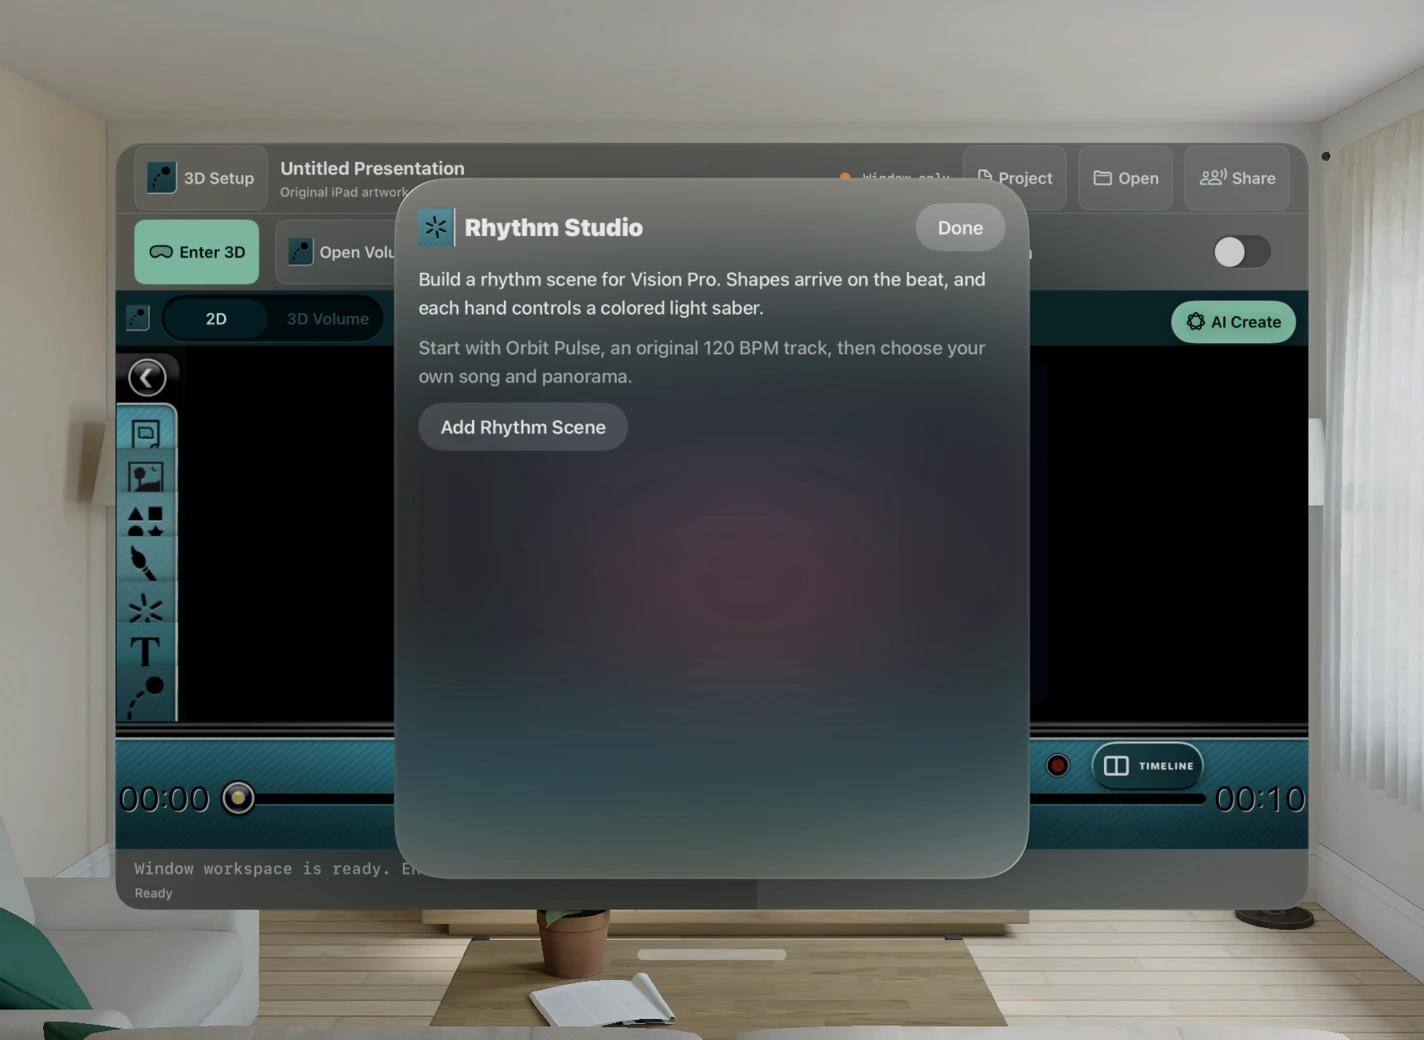 3D Setup
Untitled Presentation
Original iPad artwork
Window only
Project
Open
Share
Enter 3D
Open Volu
2D
3D Volume
AI Create
Rhythm Studio
Done
Build a rhythm scene for Vision Pro. Shapes arrive on the beat, and
each hand controls a colored light saber.
Start with Orbit Pulse, an original 120 BPM track, then choose your
own song and panorama.
Add Rhythm Scene
T
TIMELINE
00:00
00:10
Window workspace is ready. En
Ready